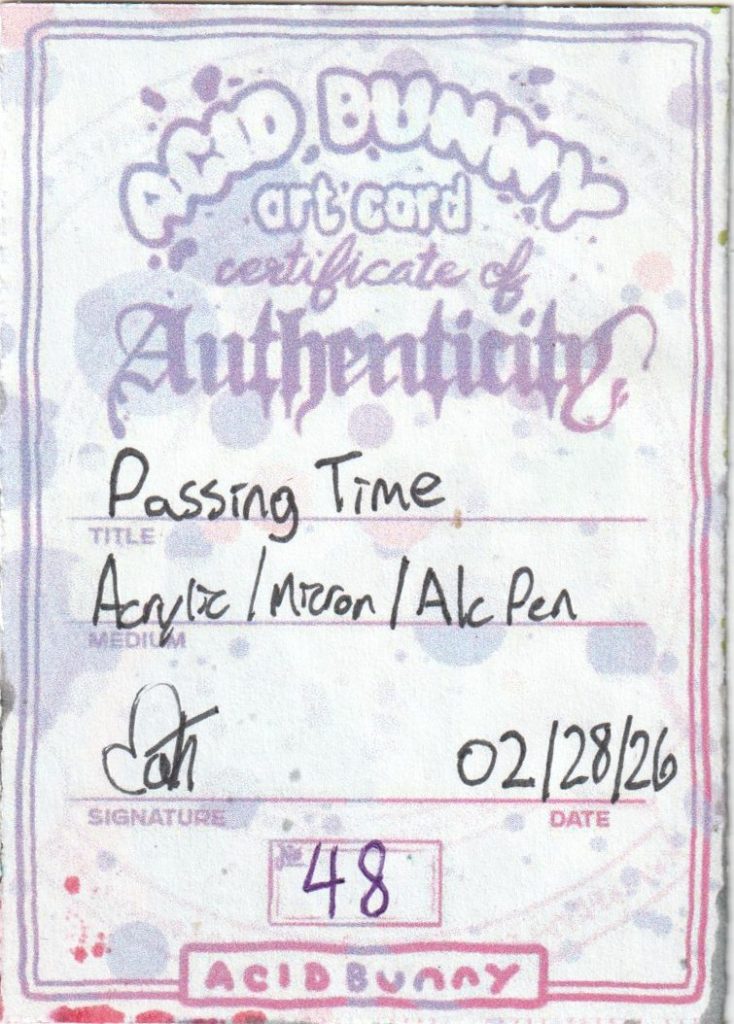 ACID BUNNY
art card
certificate of
Authenticity
Passing Time
TITLE
Acrylic / Micron / Alc Pen
MEDIUM
02/28/26
SIGNATURE DATE
№ 48
ACID BUNNY